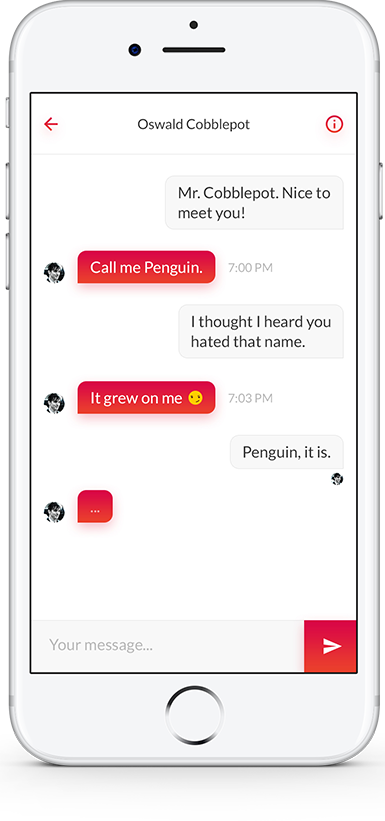 Oswald Cobblepot
Mr. Cobblepot. Nice to
meet you!
Call me Penguin.
7:00 PM
I thought I heard you
hated that name.
It grew on me 😏
7:03 PM
Penguin, it is.
...
Your message...